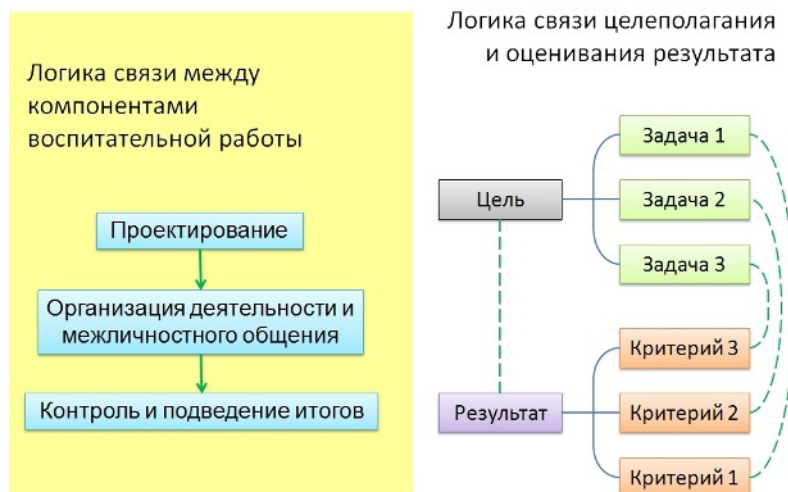 Логика связи между
компонентами
воспитательной работы
Проектирование
Организация деятельности и
межличностного общения
Контроль и подведение итогов
Логика связи целеполагания
и оценивания результата
Цель
Задача 1
Задача 2
Задача 3
Результат
Критерий 3
Критерий 2
Критерий 1